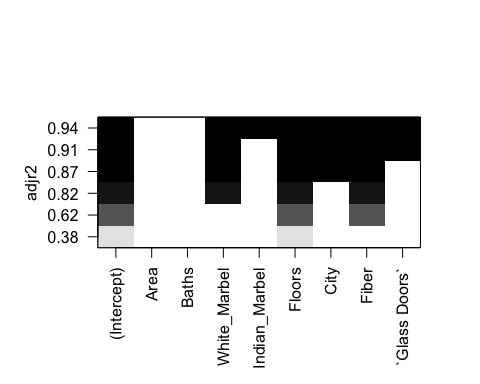 adjr2
0.94
0.91
0.87
0.82
0.62
0.38
(Intercept)
Area
Baths
White_Marbel
Indian_Marbel
Floors
City
Fiber
`Glass Doors`